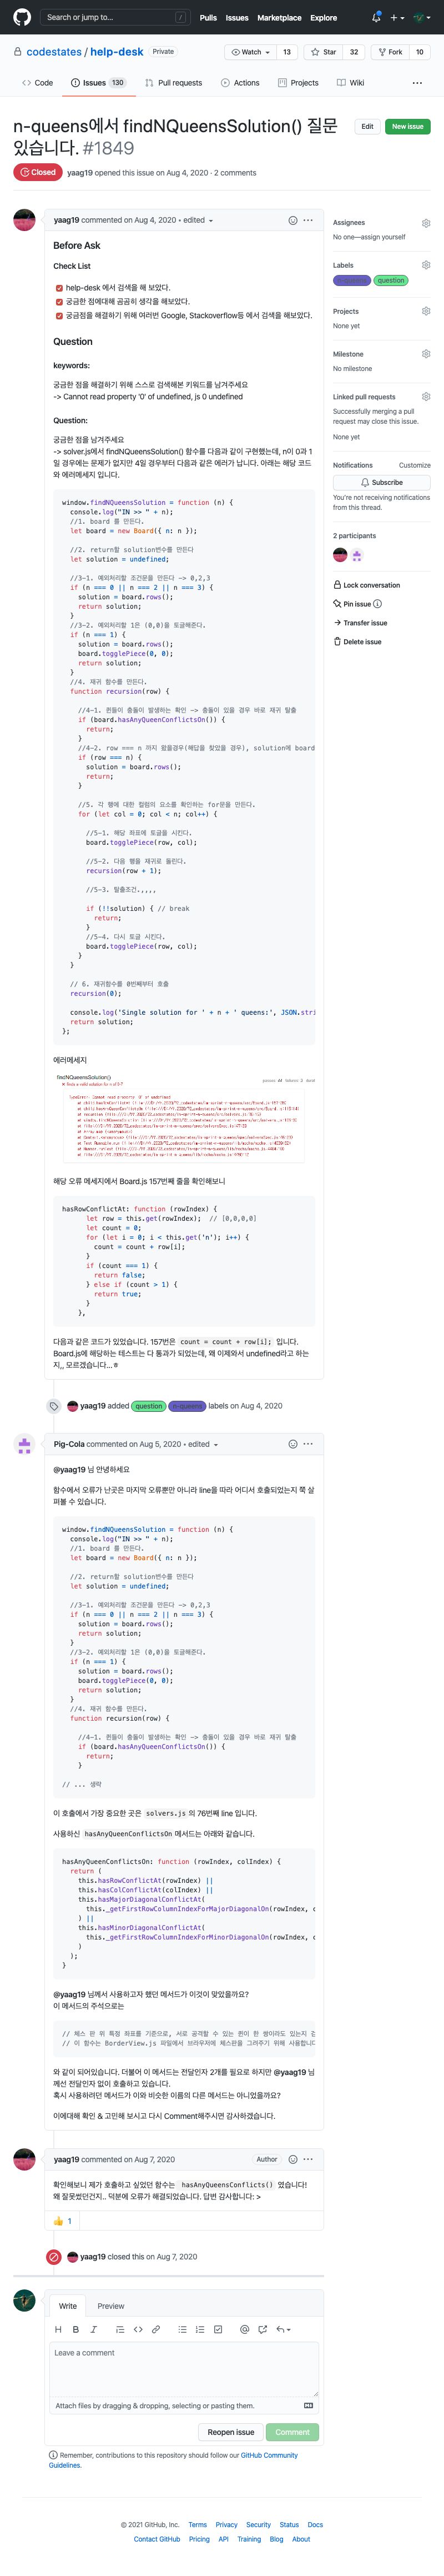 Search or jump to...
/
Pulls Issues Marketplace Explore
codestates / help-desk Private
Watch 13 Star 32 Fork 10
Code Issues 130 Pull requests Actions Projects Wiki
n-queens에서 findNQueensSolution() 질문
있습니다. #1849
Edit New issue
Closed yaag19 opened this issue on Aug 4, 2020 · 2 comments
yaag19 commented on Aug 4, 2020 • edited
Before Ask
Check List
help-desk 에서 검색을 해 보았다.
궁금한 점에대해 곰곰히 생각을 해보았다.
궁금점을 해결하기 위해 여러번 Google, Stackoverflow등 에서 검색을 해보았다.
Question
keywords:
궁금한 점을 해결하기 위해 스스로 검색해본 키워드를 남겨주세요
-> Cannot read property '0' of undefined, js 0 undefined
Question:
궁금한 점을 남겨주세요
-> solver.js에서 findNQueensSolution() 함수를 다음과 같이 구현했는데, n이 0과 1
일 경우에는 문제가 없지만 4일 경우부터 다음과 같은 에러가 납니다. 아래는 해당 코드
와 에러메세지 입니다.
window.findNQueensSolution = function (n) {
console.log("IN >> " + n);
//1. board 를 만든다.
let board = new Board({ n: n });
//2. return할 solution변수를 만든다
let solution = undefined;
//3-1. 예외처리할 조건문을 만든다 -> 0,2,3
if (n === 0 || n === 2 || n === 3) {
solution = board.rows();
return solution;
}
//3-2. 예외처리할 1은 (0,0)을 토글해준다.
if (n === 1) {
solution = board.rows();
board.togglePiece(0, 0);
return solution;
}
//4. 재귀 함수를 만든다.
function recursion(row) {
//4-1. 퀸들이 충돌이 발생하는 확인 -> 충돌이 있을 경우 바로 재귀 탈출
if (board.hasAnyQueenConflictsOn()) {
return;
}
//4-2. row === n 까지 왔을경우(해답을 찾았을 경우), solution에 board
if (row === n) {
solution = board.rows();
return;
}
//5. 각 행에 대한 컬럼의 요소를 확인하는 for문을 만든다.
for (let col = 0; col < n; col++) {
//5-1. 해당 좌표에 토글을 시킨다.
board.togglePiece(row, col);
//5-2. 다음 행을 재귀로 돌린다.
recursion(row + 1);
//5-3. 탈출조건.,,,,
if (!!solution) { // break
return;
}
//5-4. 다시 토글 시킨다.
board.togglePiece(row, col);
}
}
// 6. 재귀함수를 0번째부터 호출
recursion(0);
console.log('Single solution for ' + n + ' queens:', JSON.stri
return solution;
};
에러메세지
findNQueensSolution()
해당 오류 메세지에서 Board.js 157번째 줄을 확인해보니
hasRowConflictAt: function (rowIndex) {
let row = this.get(rowIndex); // [0,0,0,0]
let count = 0;
for (let i = 0; i < this.get('n'); i++) {
count = count + row[i];
}
if (count === 1) {
return false;
} else if (count > 1) {
return true;
}
},
다음과 같은 코드가 있었습니다. 157번은 count = count + row[i]; 입니다.
Board.js에 해당하는 테스트는 다 통과가 되었는데, 왜 이제와서 undefined라고 하는
지,, 모르겠습니다...ㅎ
yaag19 added question n-queens labels on Aug 4, 2020
Pig-Cola commented on Aug 5, 2020 • edited
@yaag19 님 안녕하세요
함수에서 오류가 난곳은 마지막 오류뿐만 아니라 line을 따라 어디서 호출되었는지 쭉 살
펴볼 수 있습니다.
window.findNQueensSolution = function (n) {
console.log("IN >> " + n);
//1. board 를 만든다.
let board = new Board({ n: n });
//2. return할 solution변수를 만든다
let solution = undefined;
//3-1. 예외처리할 조건문을 만든다 -> 0,2,3
if (n === 0 || n === 2 || n === 3) {
solution = board.rows();
return solution;
}
//3-2. 예외처리할 1은 (0,0)을 토글해준다.
if (n === 1) {
solution = board.rows();
board.togglePiece(0, 0);
return solution;
}
//4. 재귀 함수를 만든다.
function recursion(row) {
//4-1. 퀸들이 충돌이 발생하는 확인 -> 충돌이 있을 경우 바로 재귀 탈출
if (board.hasAnyQueenConflictsOn()) {
return;
}
// ... 생략
이 호출에서 가장 중요한 곳은 solvers.js 의 76번째 line 입니다.
사용하신 hasAnyQueenConflictsOn 메서드는 아래와 같습니다.
hasAnyQueenConflictsOn: function (rowIndex, colIndex) {
return (
this.hasRowConflictAt(rowIndex) ||
this.hasColConflictAt(colIndex) ||
this.hasMajorDiagonalConflictAt(
this._getFirstRowColumnIndexForMajorDiagonalOn(rowIndex, c
) ||
this.hasMinorDiagonalConflictAt(
this._getFirstRowColumnIndexForMinorDiagonalOn(rowIndex, c
)
);
}
@yaag19 님께서 사용하고자 했던 메서드가 이것이 맞았을까요?
이 메서드의 주석으로는
// 체스 판 위 특정 좌표를 기준으로, 서로 공격할 수 있는 퀸이 한 쌍이라도 있는지 검
// 이 함수는 BorderView.js 파일에서 브라우저에 체스판을 그려주기 위해 사용합니다
와 같이 되어있습니다. 더불어 이 메서드는 전달인자 2개를 필요로 하지만 @yaag19 님
께선 전달인자 없이 호출하고 있습니다.
혹시 사용하려던 메서드가 이와 비슷한 이름의 다른 메서드는 아니었을까요?
이에대해 확인 & 고민해 보시고 다시 Comment해주시면 감사하겠습니다.
yaag19 commented on Aug 7, 2020 Author
확인해보니 제가 호출하고 싶었던 함수는 hasAnyQueensConflicts() 였습니다!
왜 잘못썼던건지.. 덕분에 오류가 해결되었습니다. 답변 감사합니다: >
👍 1
yaag19 closed this on Aug 7, 2020
Write Preview
Leave a comment
Attach files by dragging & dropping, selecting or pasting them.
Reopen issue Comment
Remember, contributions to this repository should follow our GitHub Community
Guidelines.
Assignees
No one—assign yourself
Labels
n-queens question
Projects
None yet
Milestone
No milestone
Linked pull requests
Successfully merging a pull
request may close this issue.
None yet
Notifications Customize
Subscribe
You're not receiving notifications
from this thread.
2 participants
Lock conversation
Pin issue
Transfer issue
Delete issue
© 2021 GitHub, Inc. Terms Privacy Security Status Docs
Contact GitHub Pricing API Training Blog About